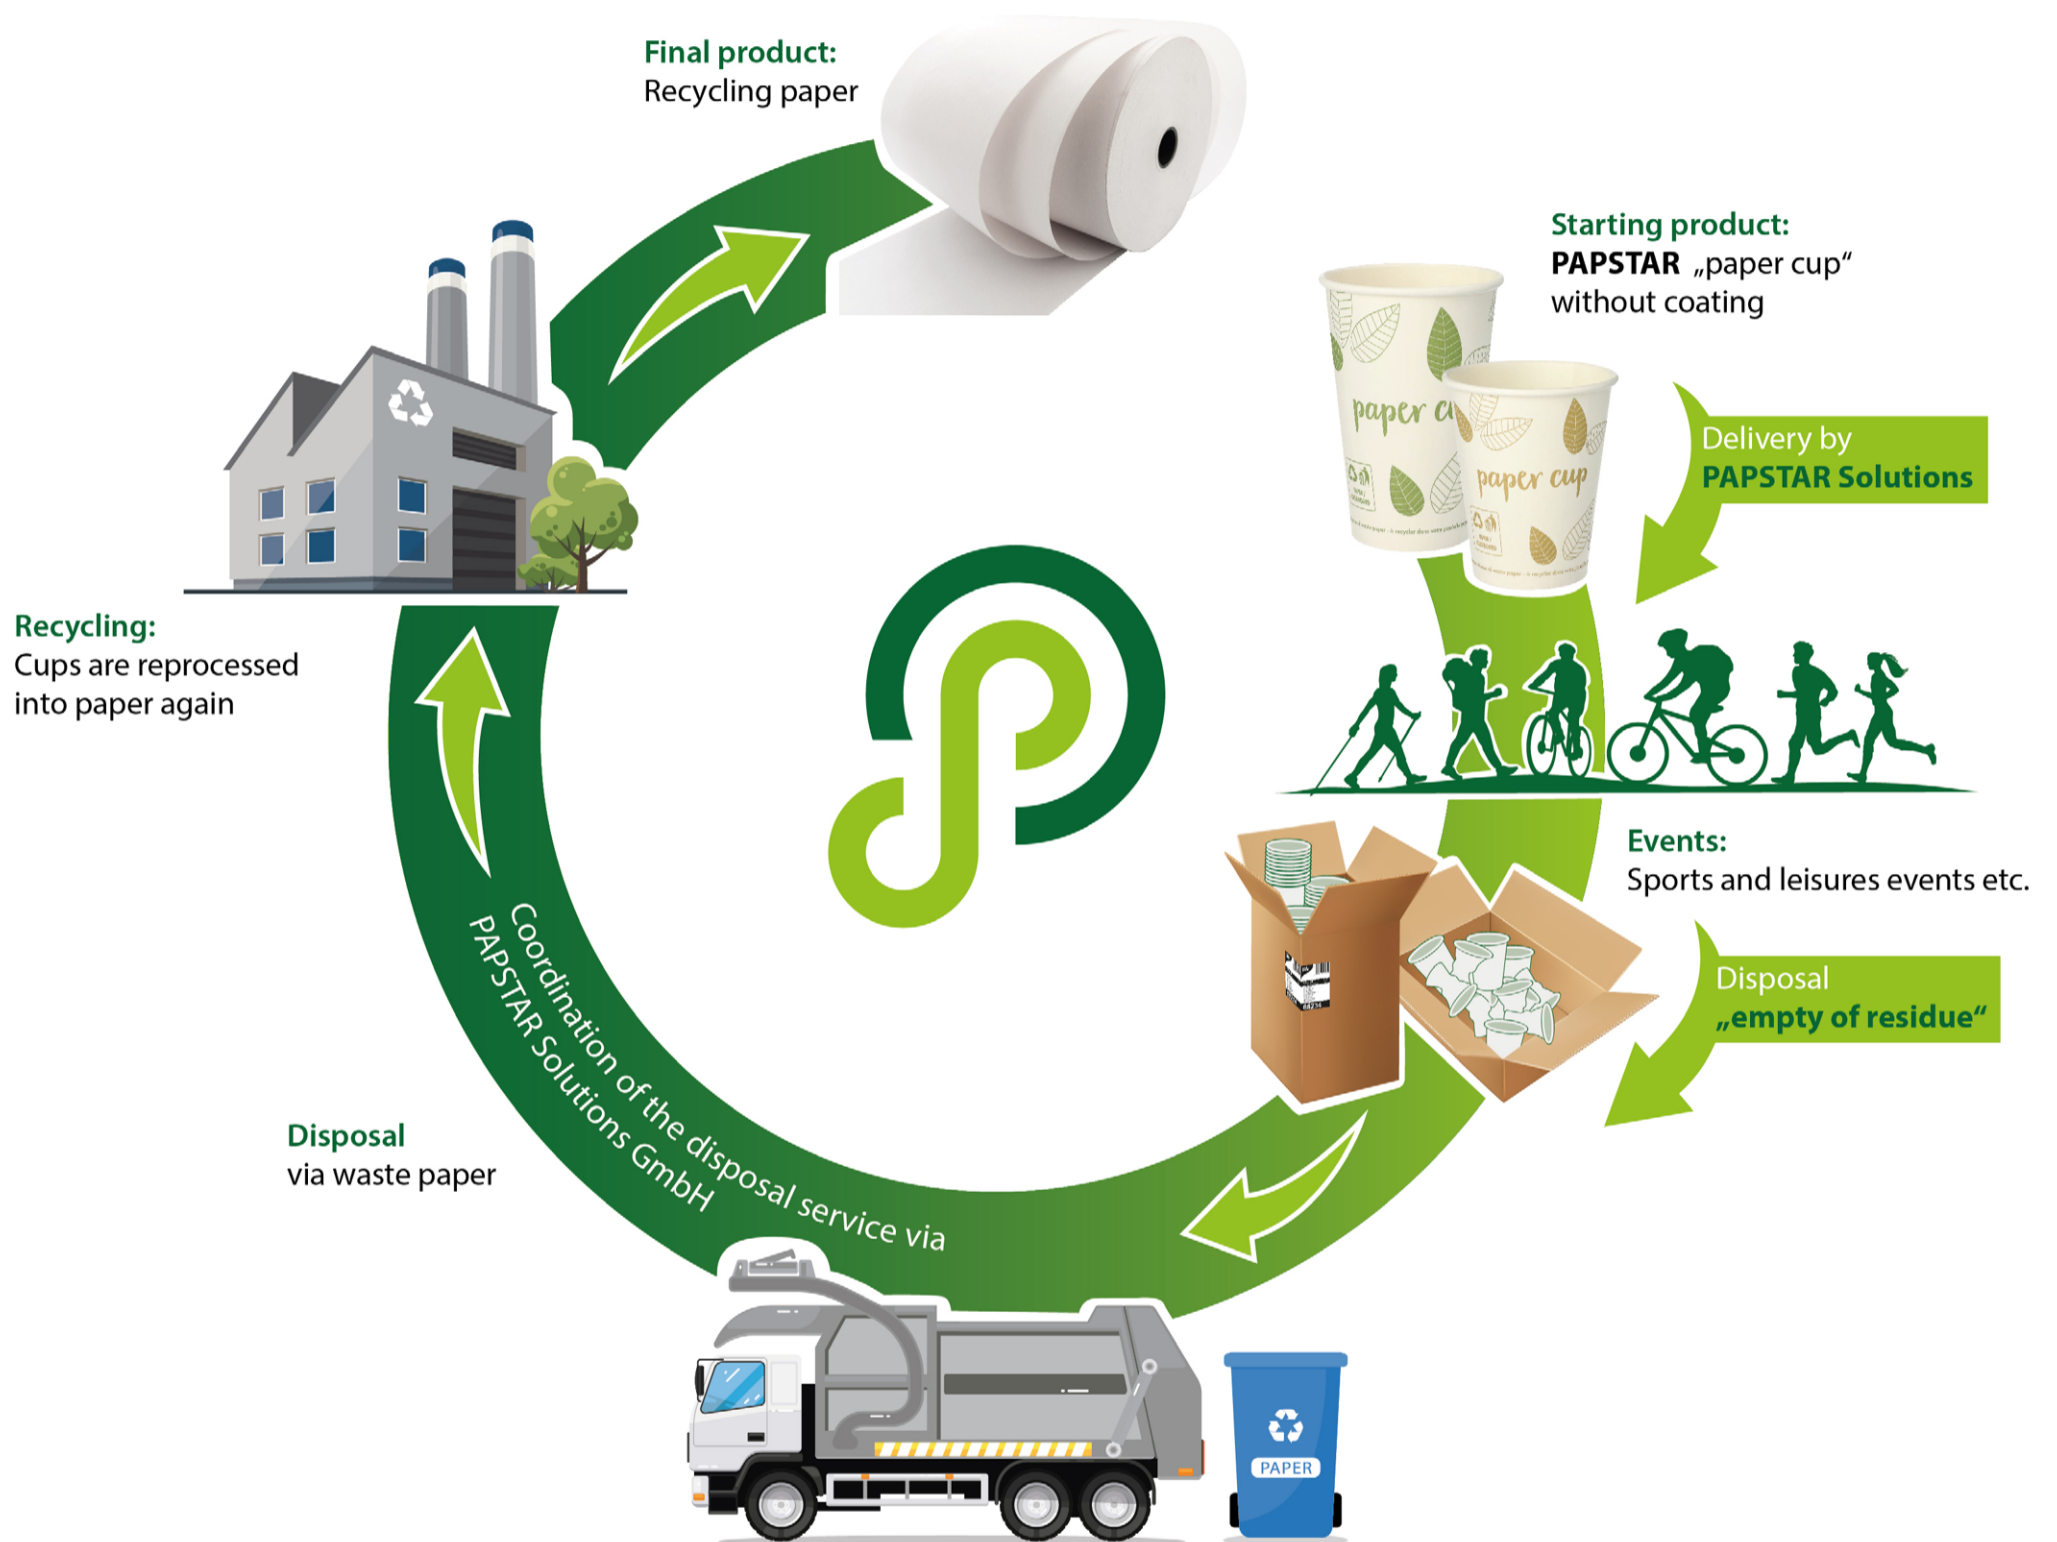 Final product:
Recycling paper
Starting product:
PAPSTAR „paper cup“
without coating
paper
paper cup
Delivery by
PAPSTAR Solutions
Recycling:
Cups are reprocessed
into paper again
Events:
Sports and leisures events etc.
Disposal
„empty of residue“
Coordination of the disposal service via
PAPSTAR Solutions GmbH
Disposal
via waste paper
PAPER